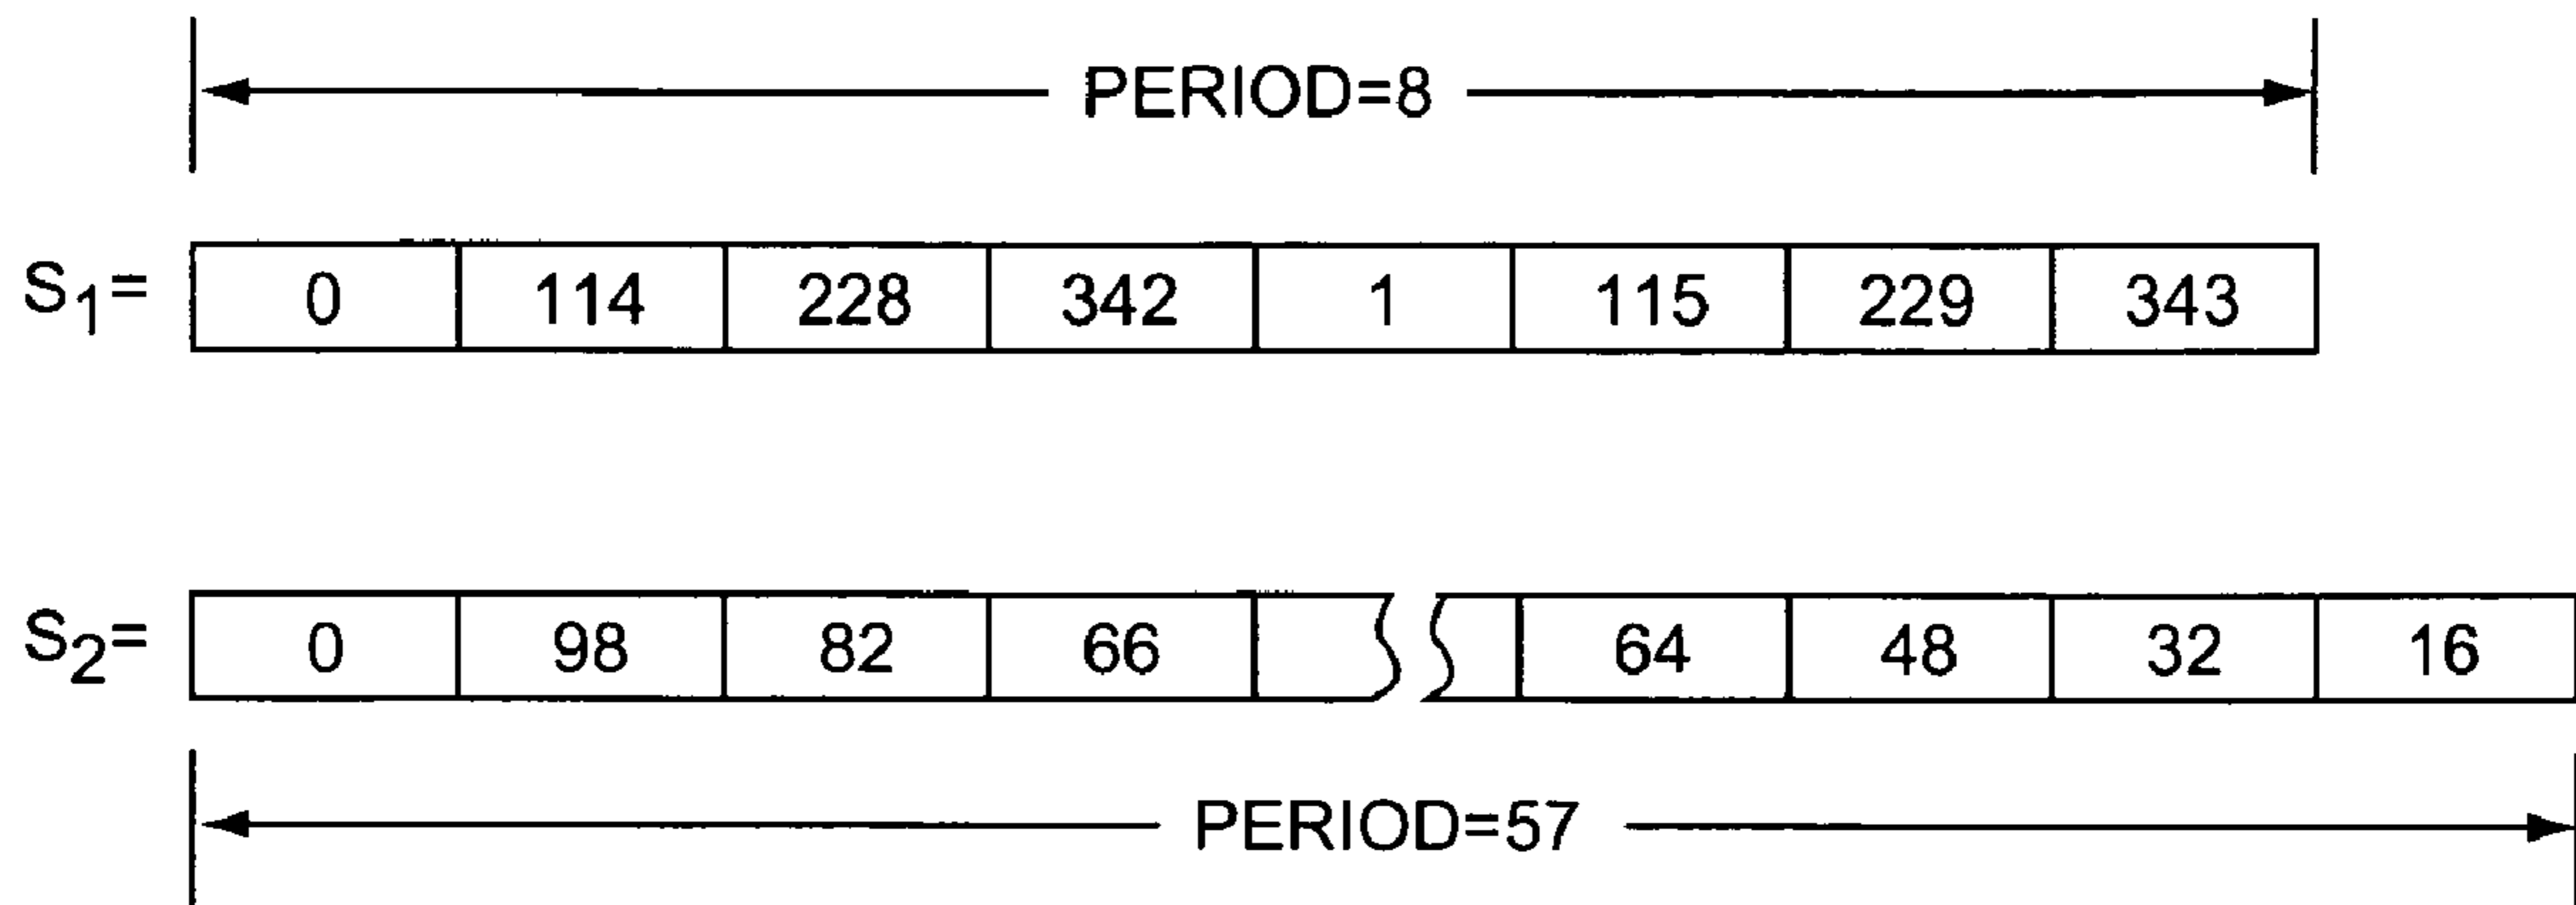 PERIOD=8
S1= 0 114 228 342 1 115 229 343
S2= 0 98 82 66 64 48 32 16
PERIOD=57